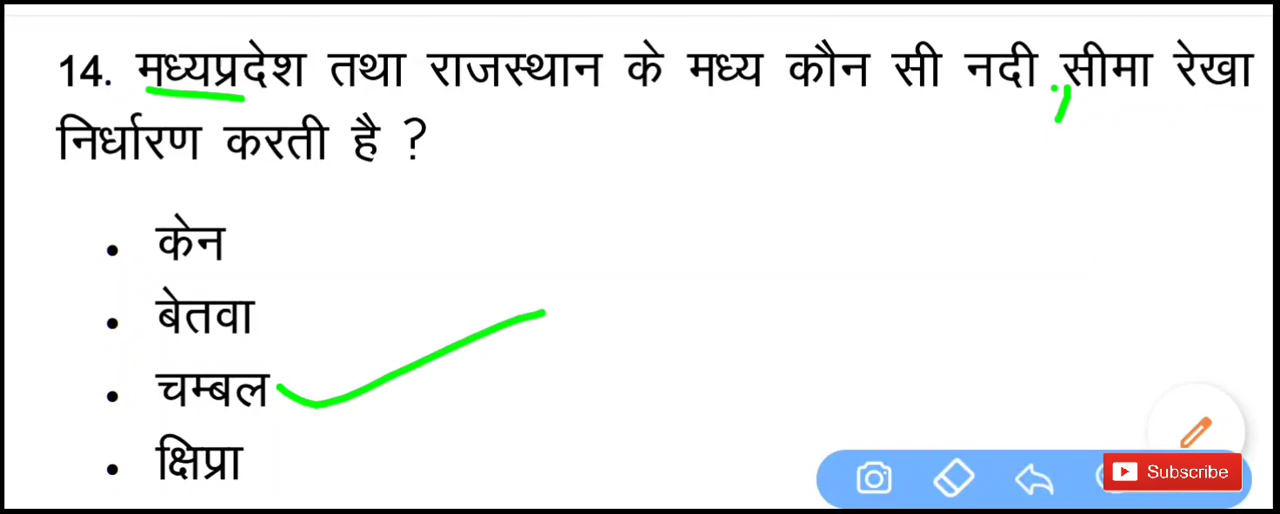 14. मध्यप्रदेश तथा राजस्थान के मध्य कौन सी नदी सीमा रेखा
निर्धारण करती है ?
• केन
• बेतवा
• चम्बल
• क्षिप्रा
Subscribe